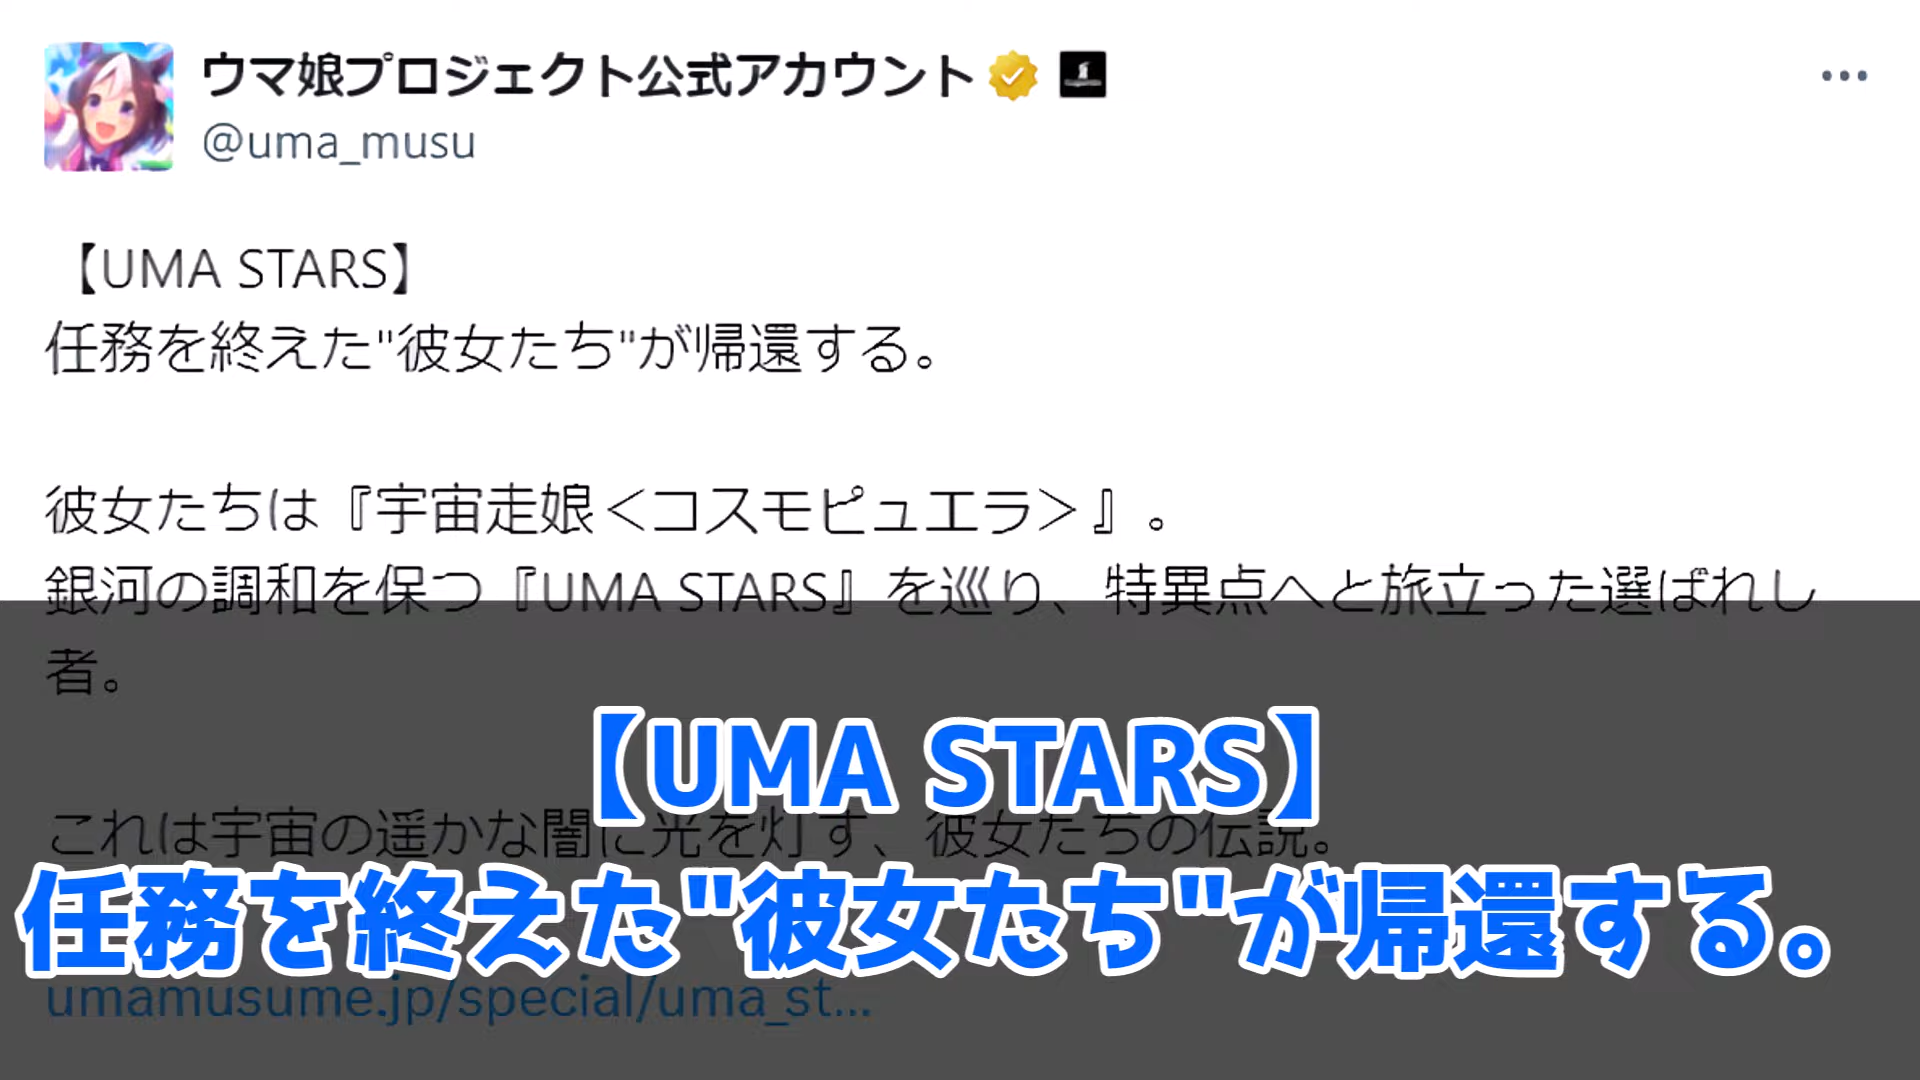 ウマ娘プロジェクト公式アカウント
@uma_musu
【UMA STARS】
任務を終えた"彼女たち"が帰還する。
彼女たちは『宇宙走娘＜コスモピュエラ＞』。
銀河の調和を保つ『UMA STARS』を巡り、特異点へと旅立った選ばれし
者。
【UMA STARS】
これは宇宙の遥かな闇に光を灯す、彼女たちの伝説。
任務を終えた"彼女たち"が帰還する。
umamusume.jp/special/uma_st...